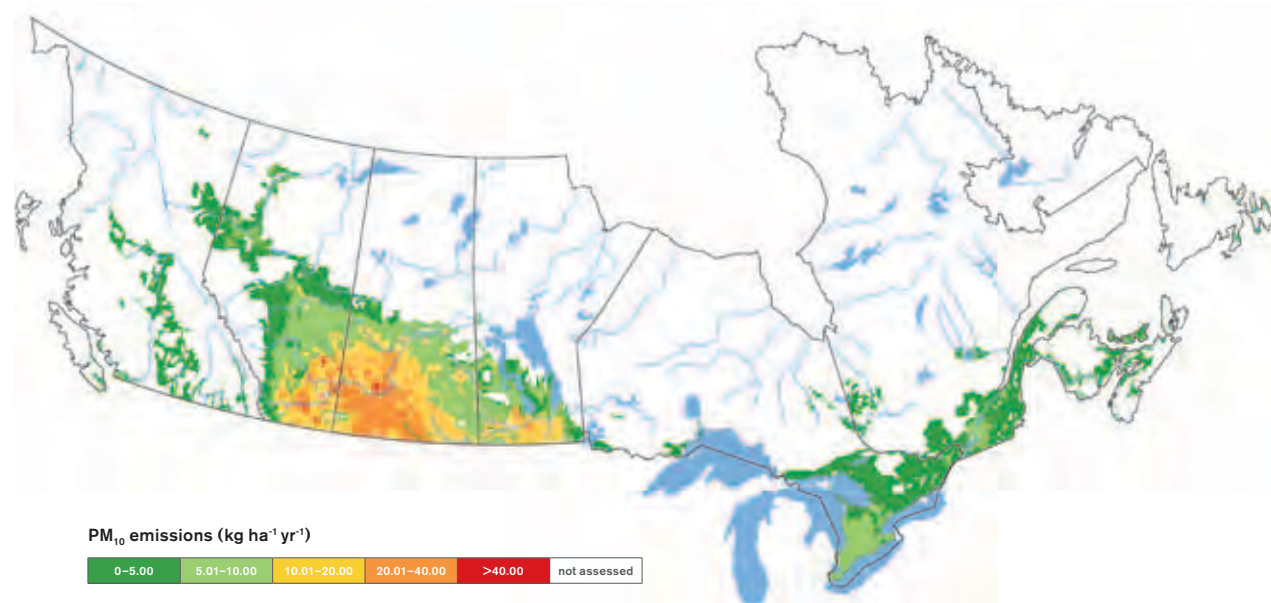 PM₁₀ emissions (kg ha⁻¹ yr⁻¹)
0–5.00 5.01–10.00 10.01–20.00 20.01–40.00 >40.00 not assessed